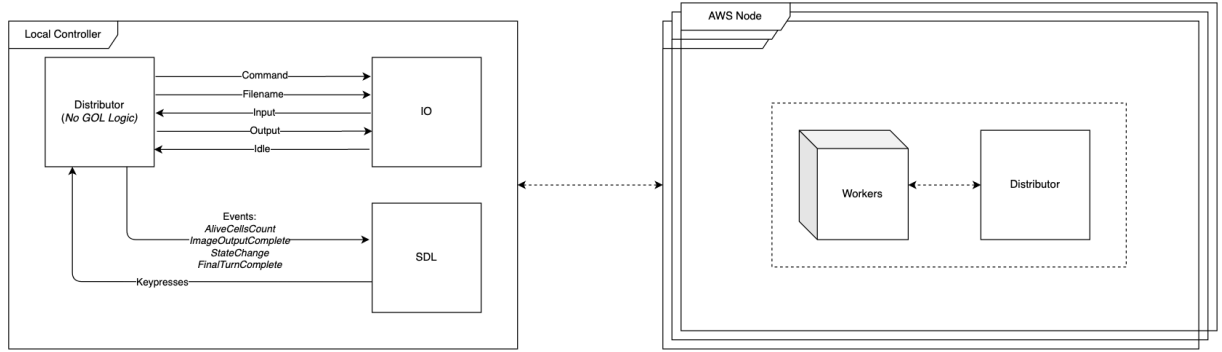 Local Controller
Distributor
(No GOL Logic)
Command
Filename
Input
Output
Idle
IO
Events:
AliveCellsCount
ImageOutputComplete
StateChange
FinalTurnComplete
Keypresses
SDL
AWS Node
Workers
Distributor